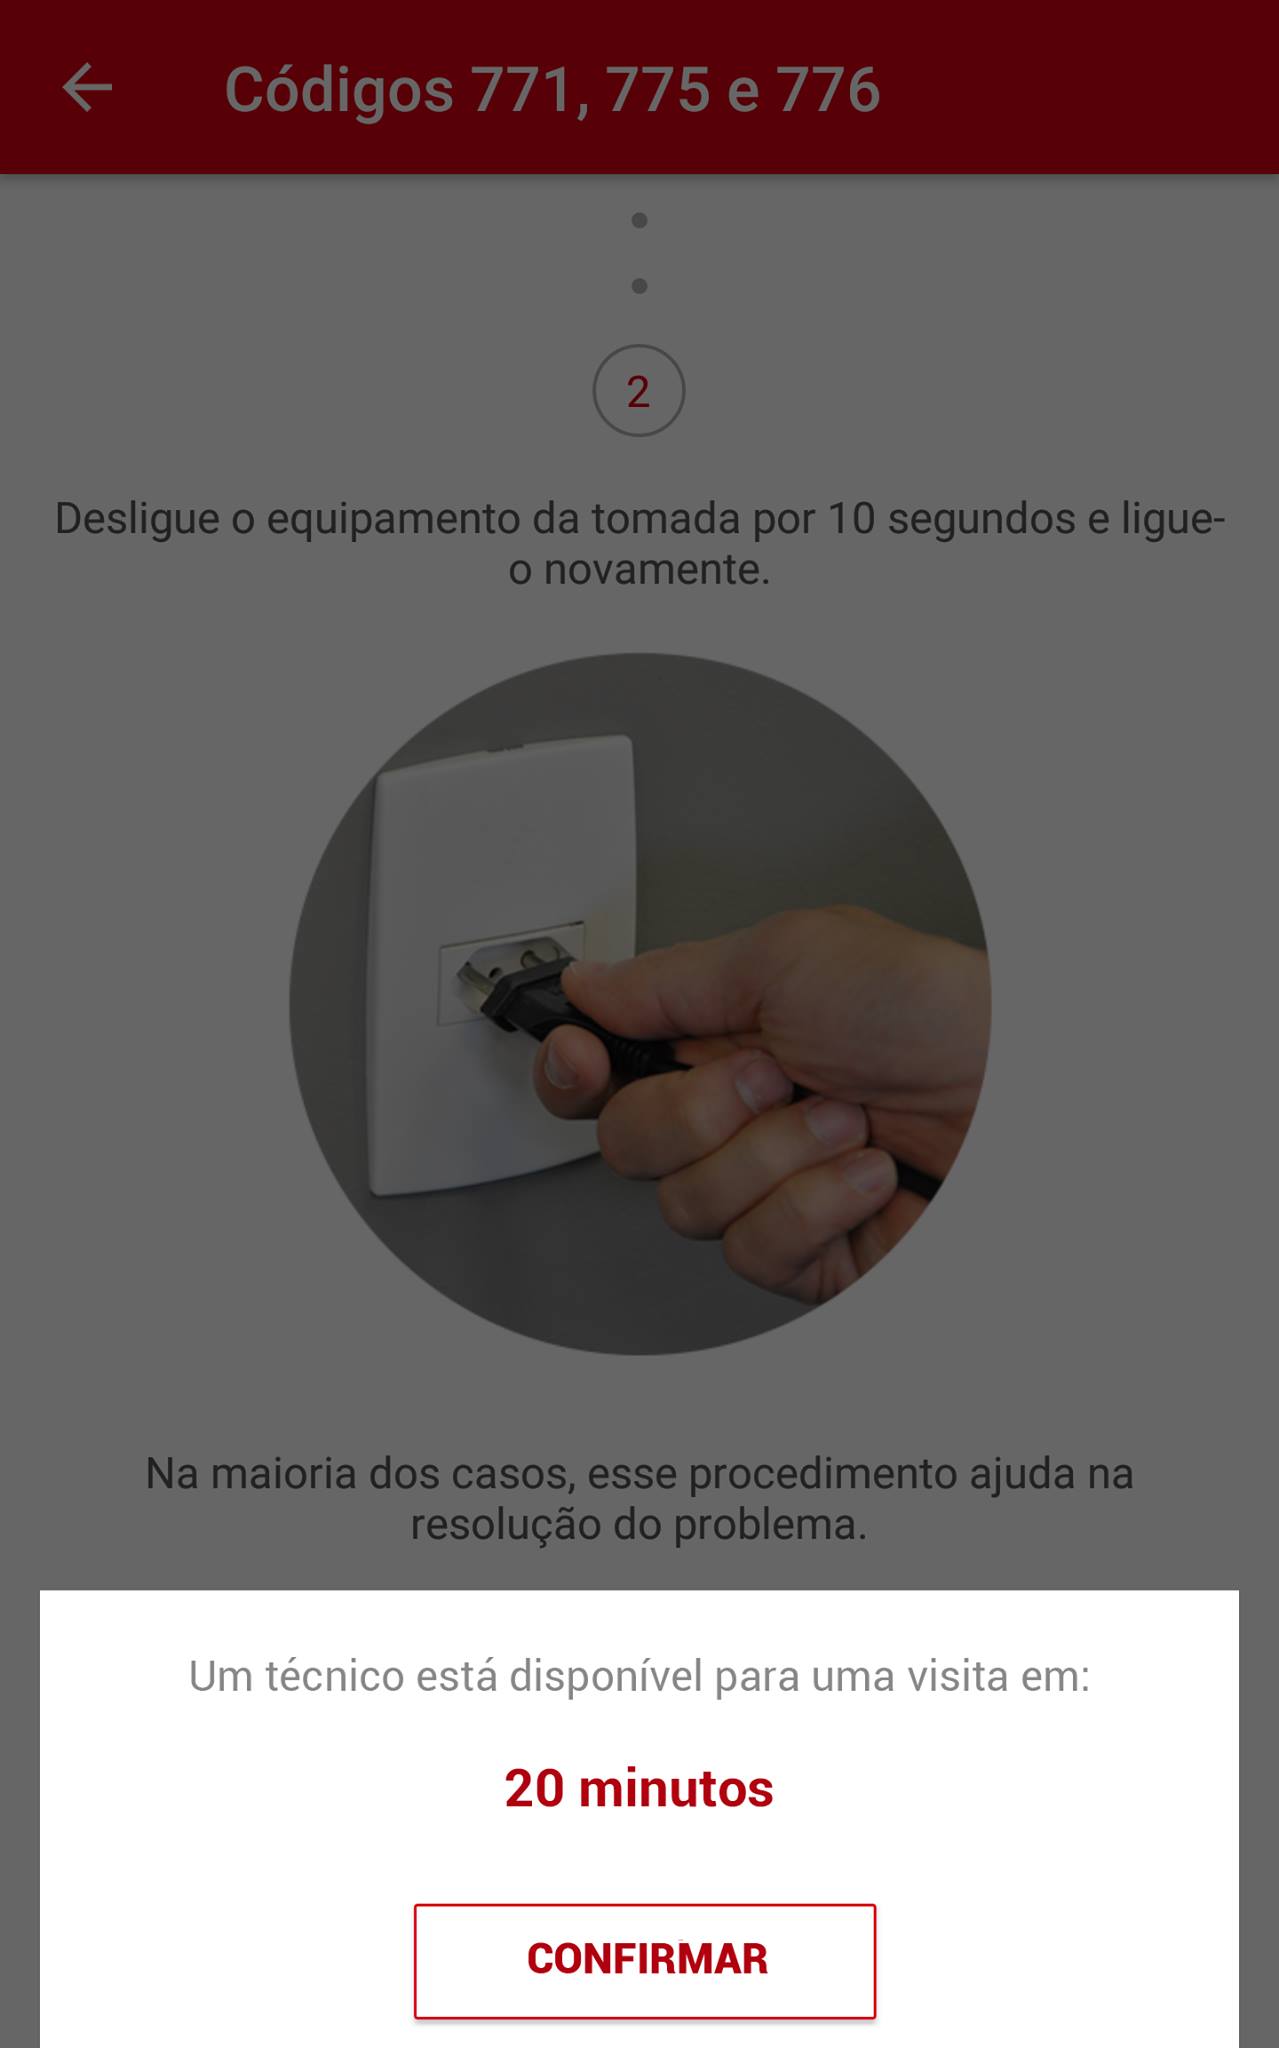 Códigos 771, 775 e 776
2
Desligue o equipamento da tomada por 10 segundos e ligue-
o novamente.
Na maioria dos casos, esse procedimento ajuda na
resolução do problema.
Um técnico está disponível para uma visita em:
20 minutos
CONFIRMAR